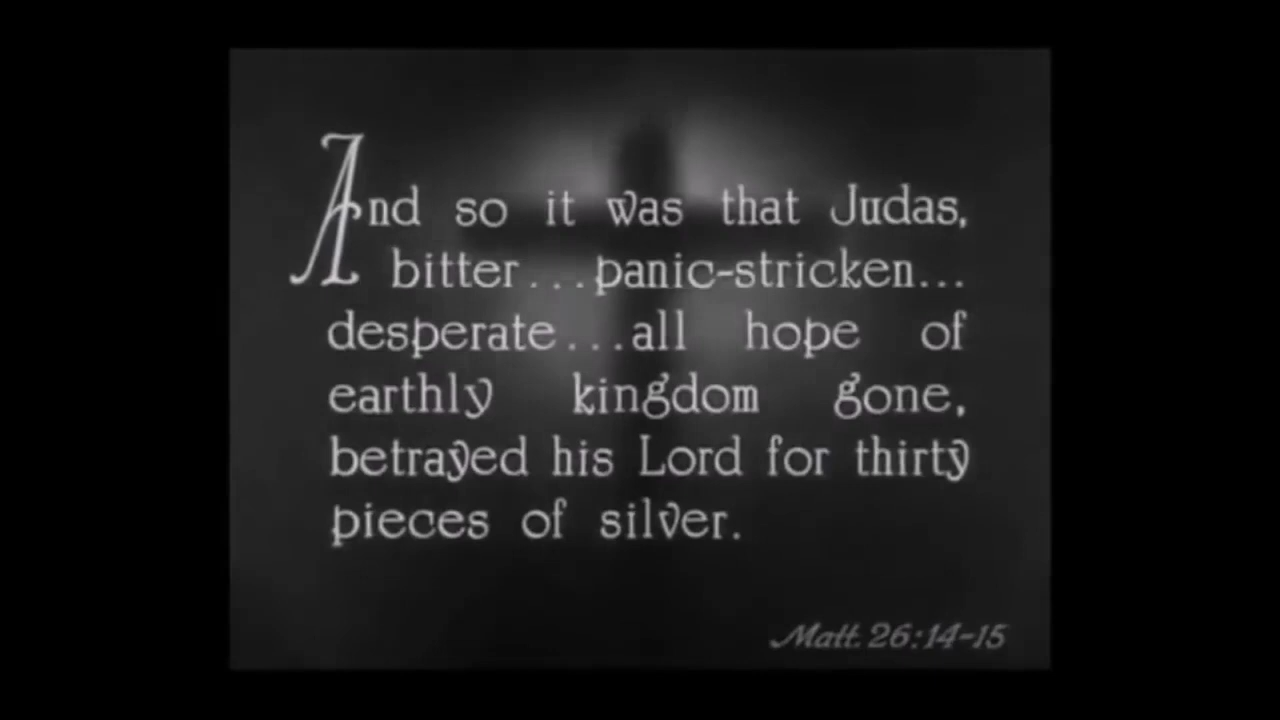 And so it was that Judas,
bitter...panic-stricken...
desperate...all hope of
earthly kingdom gone,
betrayed his Lord for thirty
pieces of silver.
Matt. 26:14-15